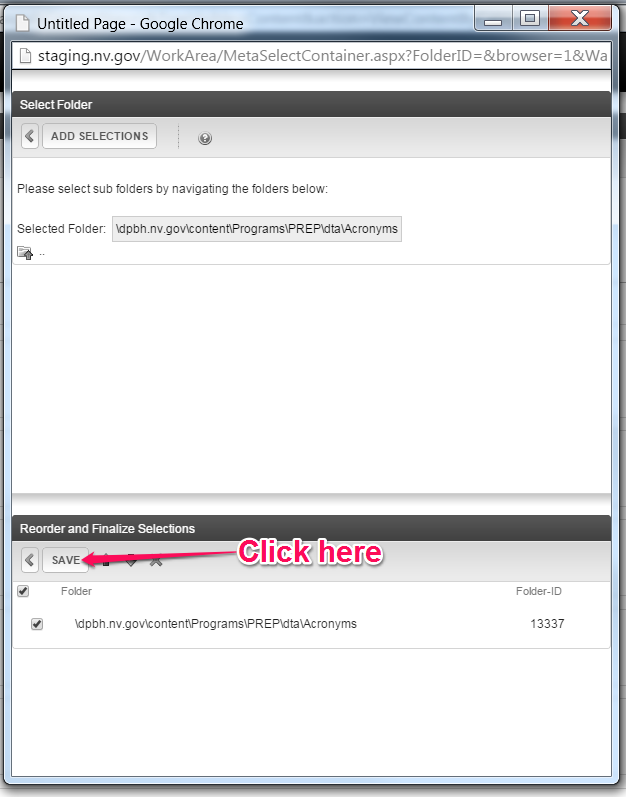 Untitled Page - Google Chrome
staging.nv.gov/WorkArea/MetaSelectContainer.aspx?FolderID=&browser=1&Wa
Select Folder
ADD SELECTIONS
Please select sub folders by navigating the folders below:
Selected Folder: \dpbh.nv.gov\content\Programs\PREP\dta\Acronyms
..
Reorder and Finalize Selections
SAVE Click here
Folder Folder-ID
\dpbh.nv.gov\content\Programs\PREP\dta\Acronyms 13337